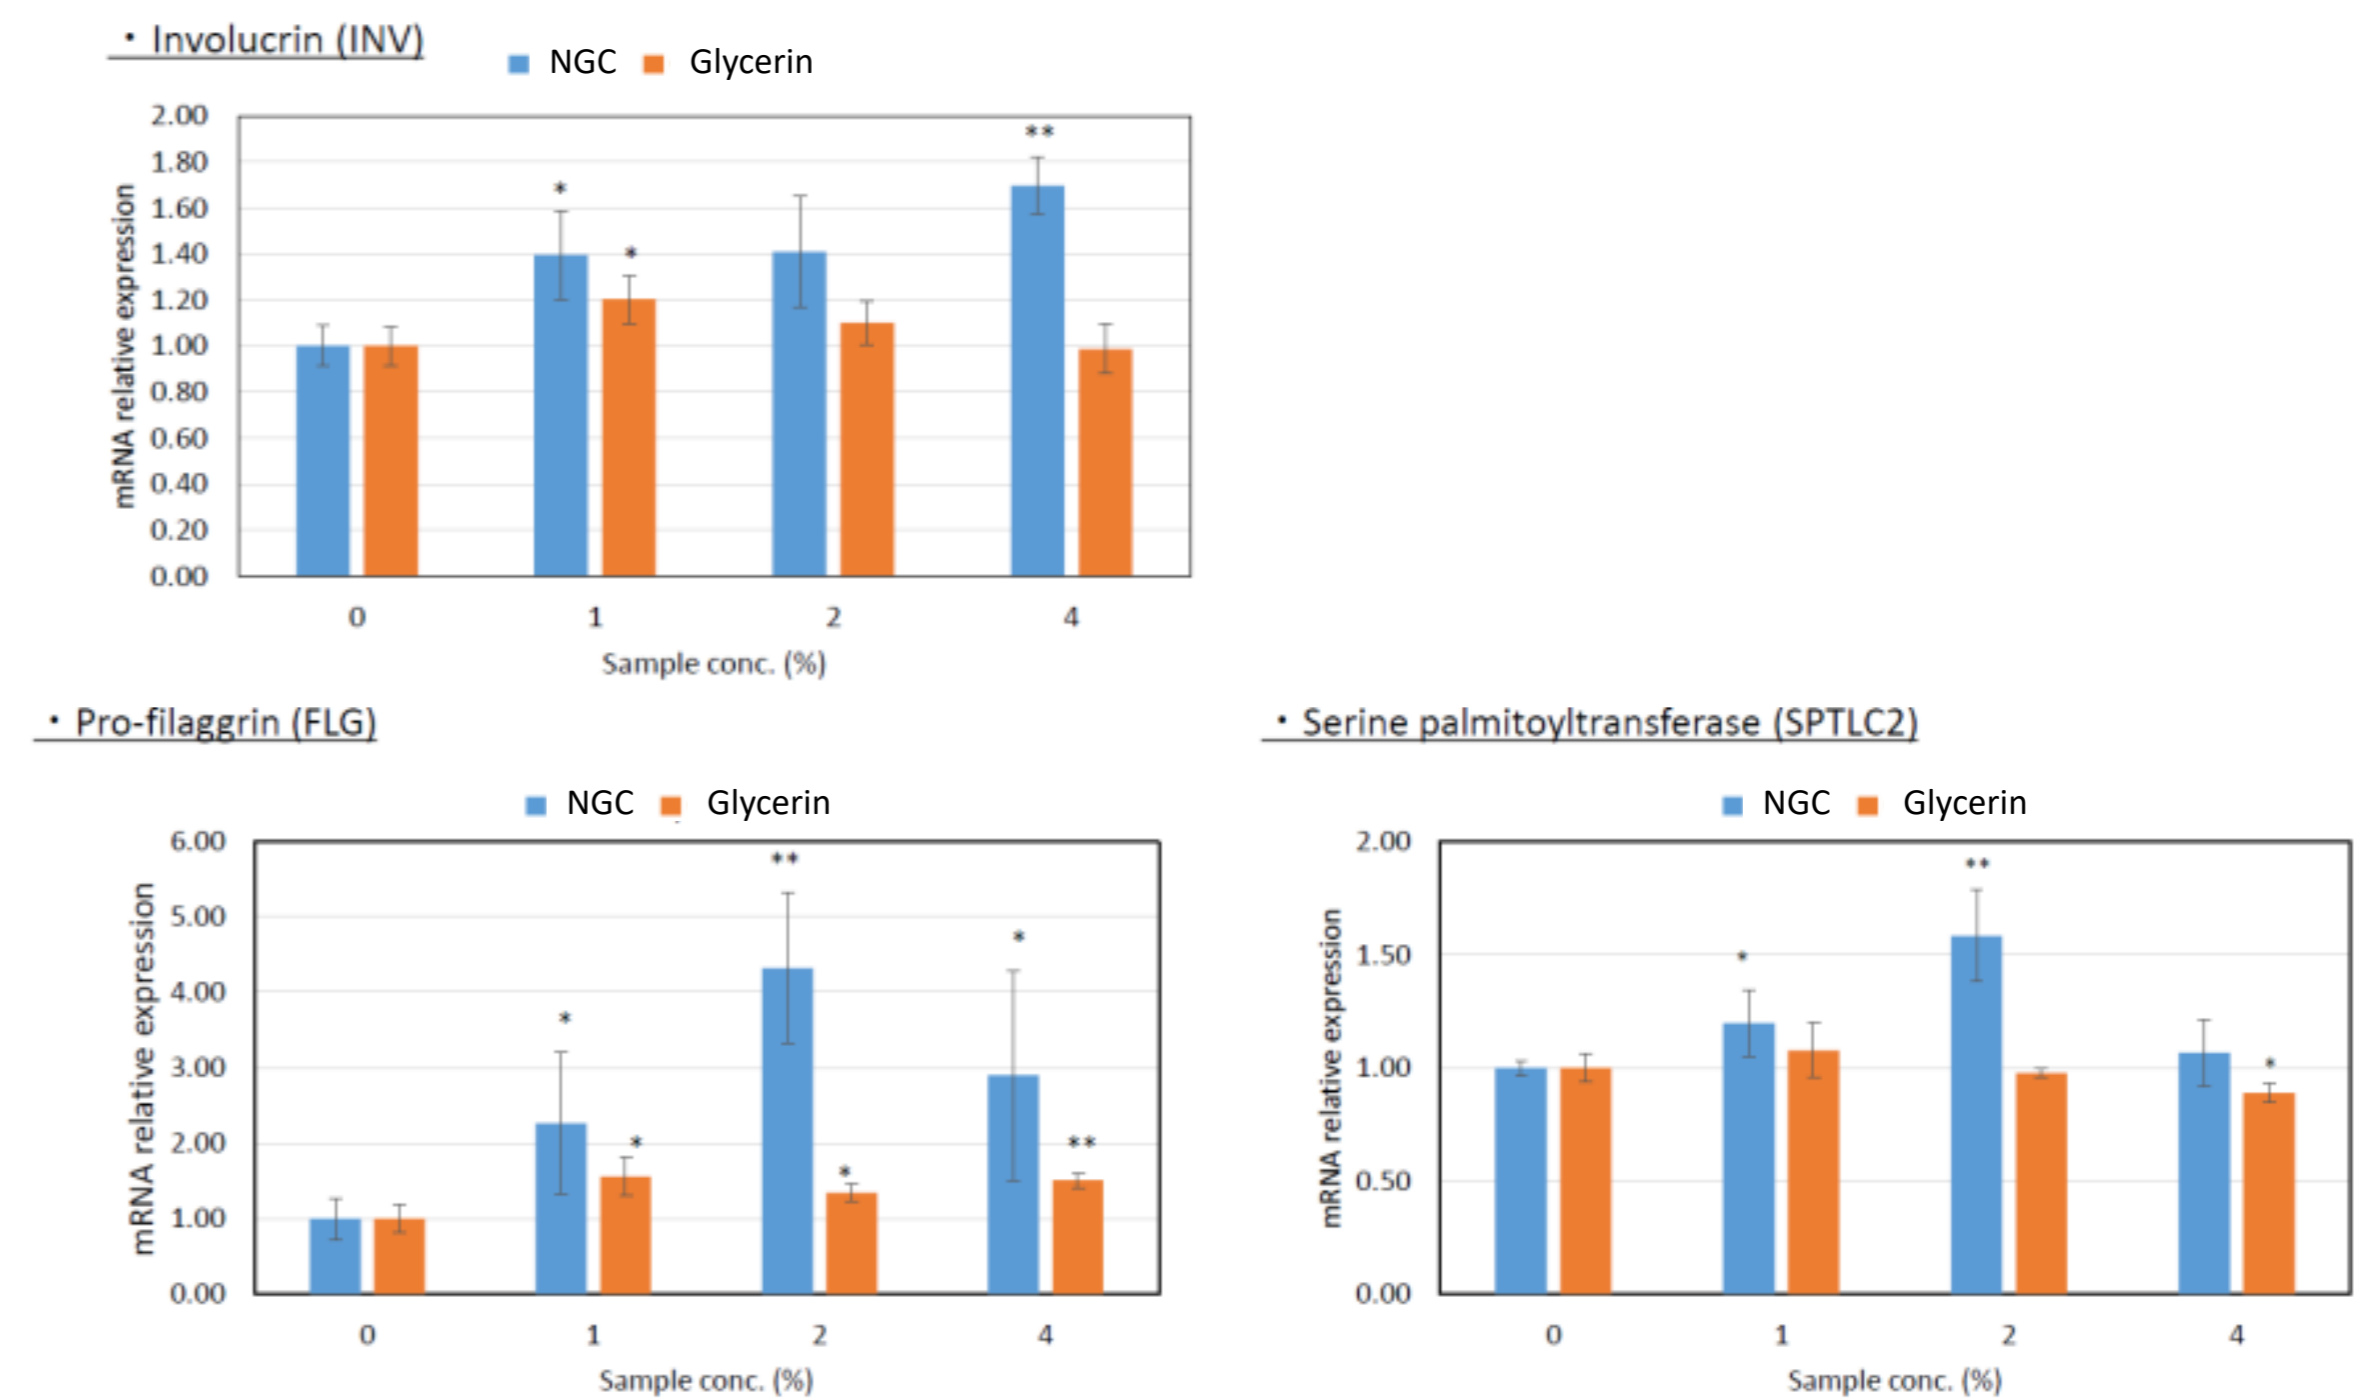 ・Involucrin (INV)
NGC Glycerin
2.00
1.80
1.60
1.40
1.20
1.00
0.80
0.60
0.40
0.20
0.00
mRNA relative expression
*
*
**
0 1 2 4
Sample conc. (%)
・Pro-filaggrin (FLG)
NGC Glycerin
6.00
5.00
4.00
3.00
2.00
1.00
0.00
mRNA relative expression
*
*
**
*
*
**
0 1 2 4
Sample conc. (%)
・Serine palmitoyltransferase (SPTLC2)
NGC Glycerin
2.00
1.50
1.00
0.50
0.00
mRNA relative expression
*
**
*
0 1 2 4
Sample conc. (%)